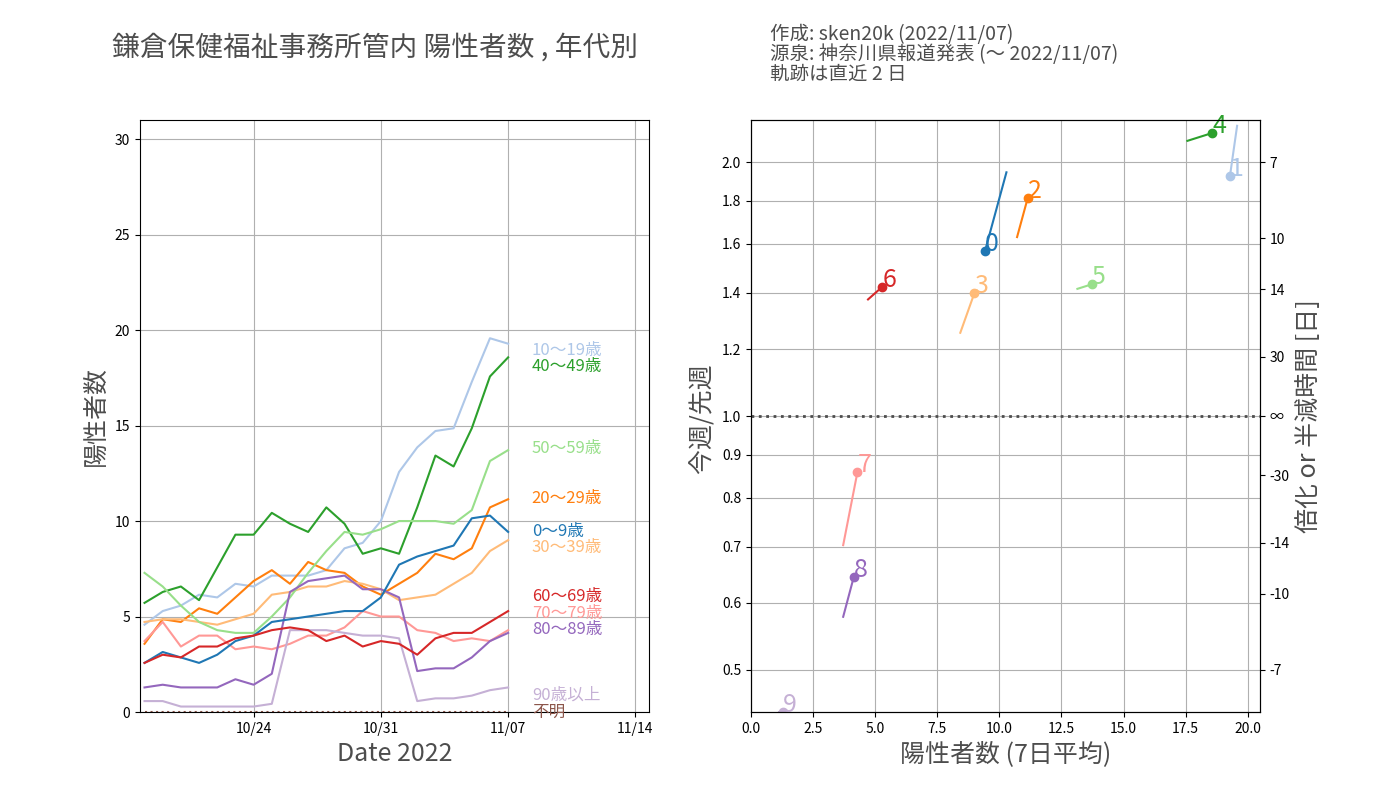 鎌倉保健福祉事務所管内 陽性者数 , 年代別
作成: sken20k (2022/11/07)
源泉: 神奈川県報道発表 (～ 2022/11/07)
軌跡は直近 2 日
陽性者数
30
25
20
15
10
5
0
10～19歳
40～49歳
50～59歳
20～29歳
0～9歳
30～39歳
60～69歳
70～79歳
80～89歳
90歳以上
不明
10/24
10/31
11/07
11/14
Date 2022
今週/先週
2.0
1.8
1.6
1.4
1.2
1.0
0.9
0.8
0.7
0.6
0.5
4
1
2
0
6
3
5
7
8
9
7
10
14
30
∞
-30
-14
-10
-7
倍化 or 半減時間 [日]
0.0
2.5
5.0
7.5
10.0
12.5
15.0
17.5
20.0
陽性者数 (7日平均)